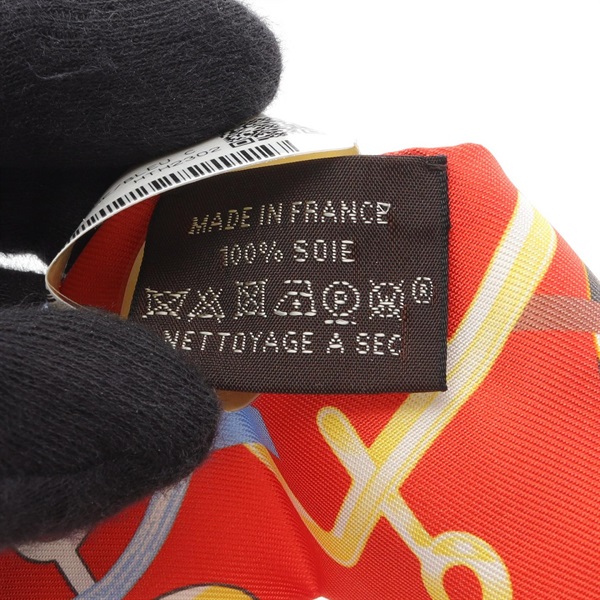 MADE IN FRANCE
100% SOIE
P ®
NETTOYAGE A SEC